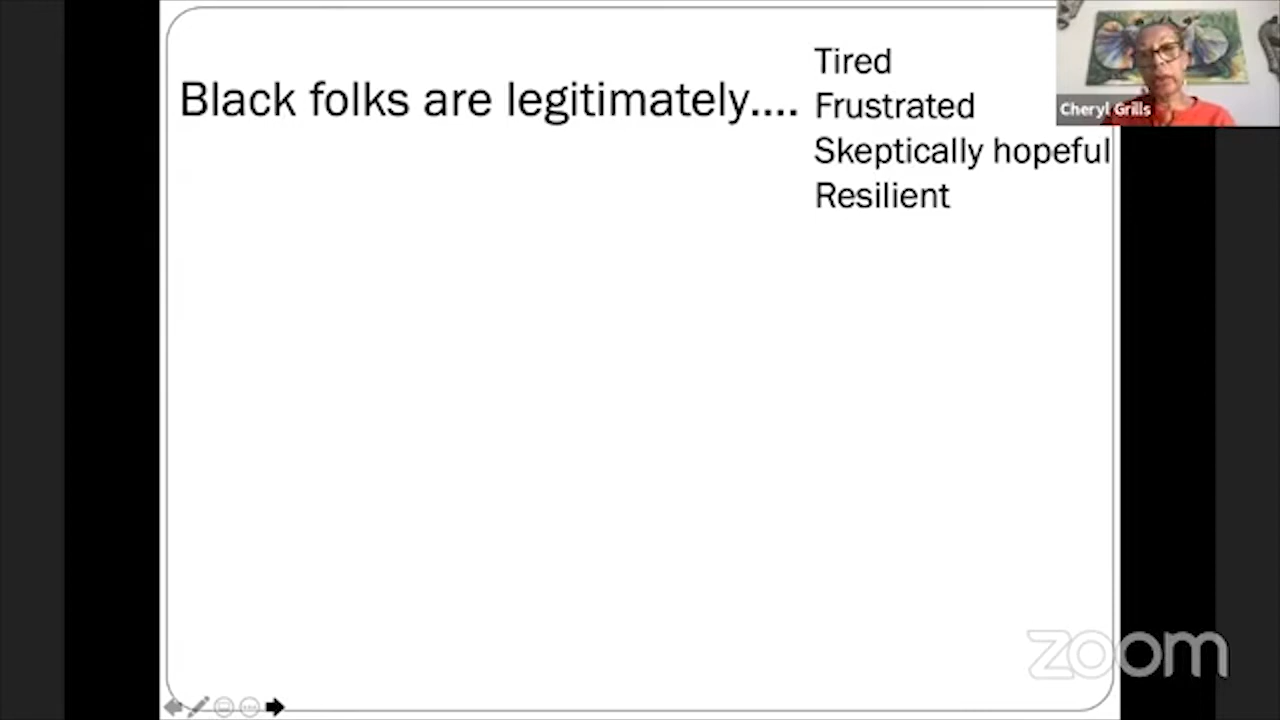 Black folks are legitimately....
Tired
Frustrated
Skeptically hopeful
Resilient
Cheryl Grills
zoom